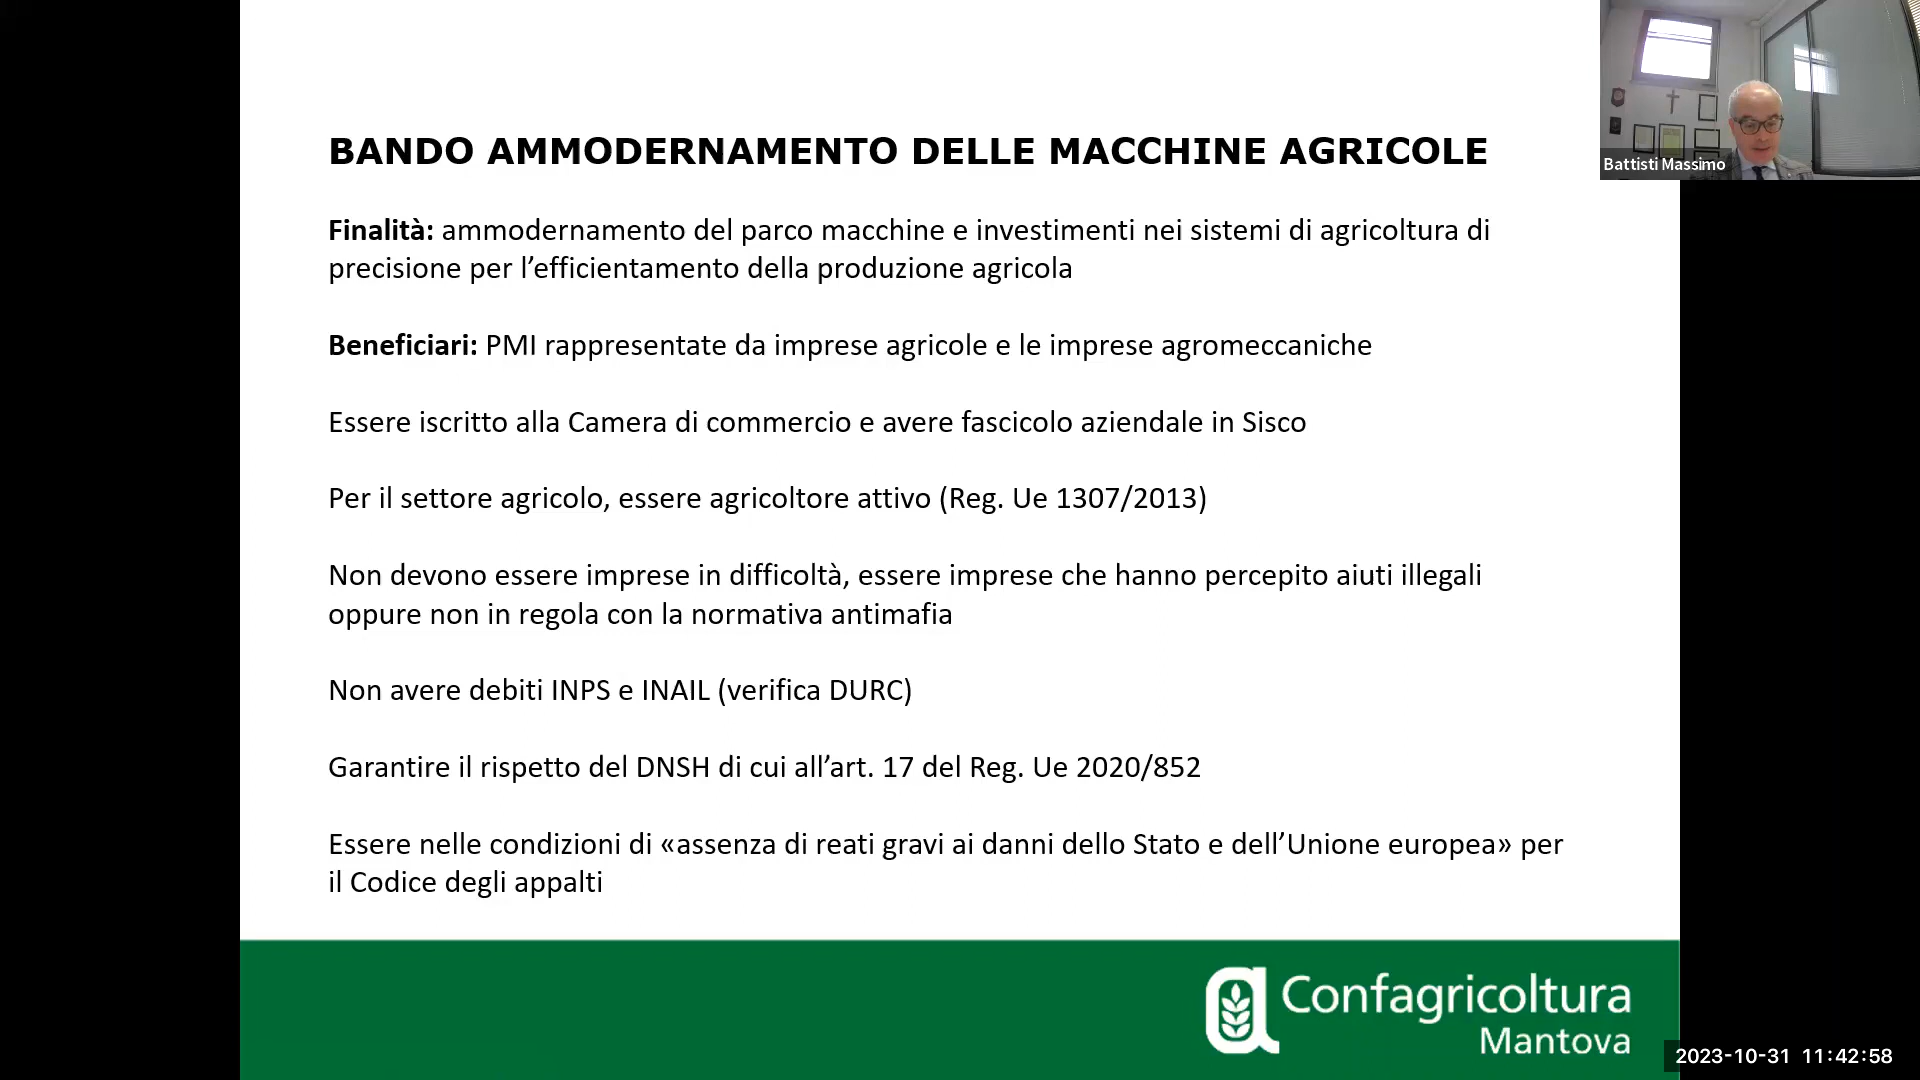 BANDO AMMODERNAMENTO DELLE MACCHINE AGRICOLE
Finalità: ammodernamento del parco macchine e investimenti nei sistemi di agricoltura di
precisione per l’efficientamento della produzione agricola
Beneficiari: PMI rappresentate da imprese agricole e le imprese agromeccaniche
Essere iscritto alla Camera di commercio e avere fascicolo aziendale in Sisco
Per il settore agricolo, essere agricoltore attivo (Reg. Ue 1307/2013)
Non devono essere imprese in difficoltà, essere imprese che hanno percepito aiuti illegali
oppure non in regola con la normativa antimafia
Non avere debiti INPS e INAIL (verifica DURC)
Garantire il rispetto del DNSH di cui all’art. 17 del Reg. Ue 2020/852
Essere nelle condizioni di «assenza di reati gravi ai danni dello Stato e dell’Unione europea» per
il Codice degli appalti
Battisti Massimo
Confagricoltura
Mantova
2023-10-31 11:42:58